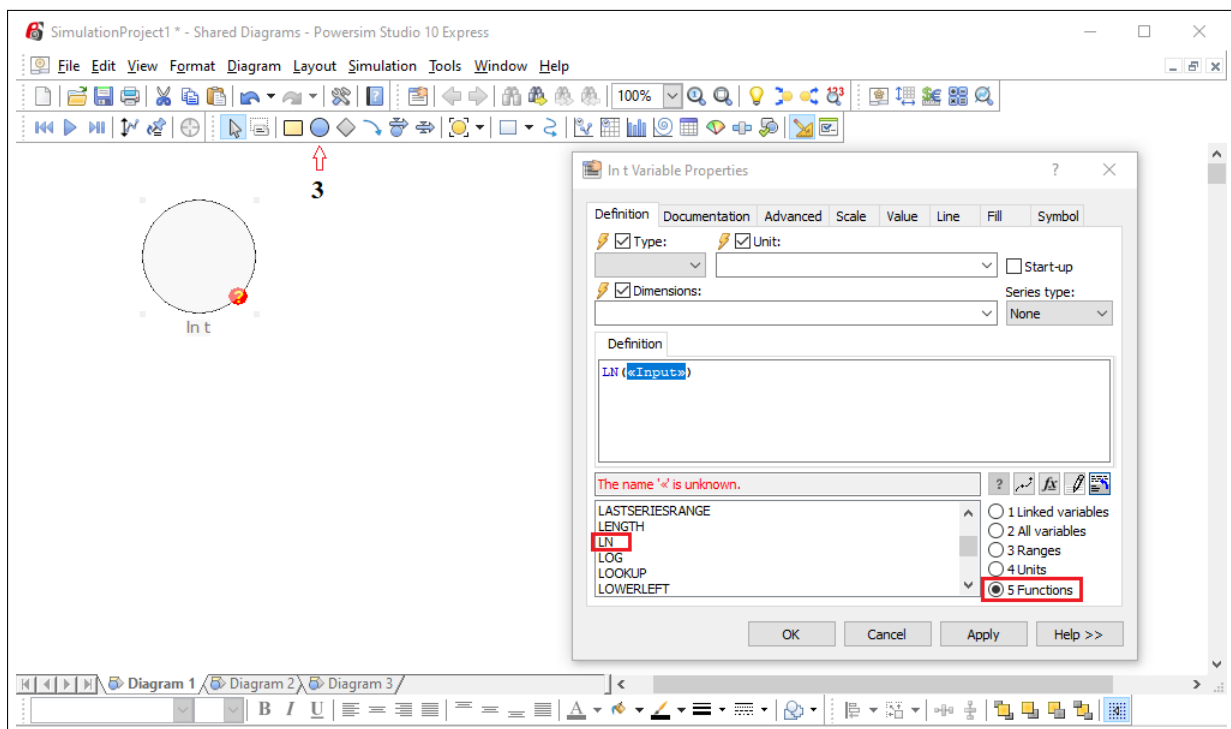 SimulationProject1 * - Shared Diagrams - Powersim Studio 10 Express
File Edit View Format Diagram Layout Simulation Tools Window Help
100%
3
ln t
ln t Variable Properties
Definition Documentation Advanced Scale Value Line Fill Symbol
Type: Unit:
Start-up
Dimensions: Series type:
None
Definition
LN(«Input»)
The name '«' is unknown.
LASTSERIESRANGE
LENGTH
LN
LOG
LOOKUP
LOWERLEFT
1 Linked variables
2 All variables
3 Ranges
4 Units
5 Functions
OK Cancel Apply Help >>
Diagram 1 Diagram 2 Diagram 3
B I U A